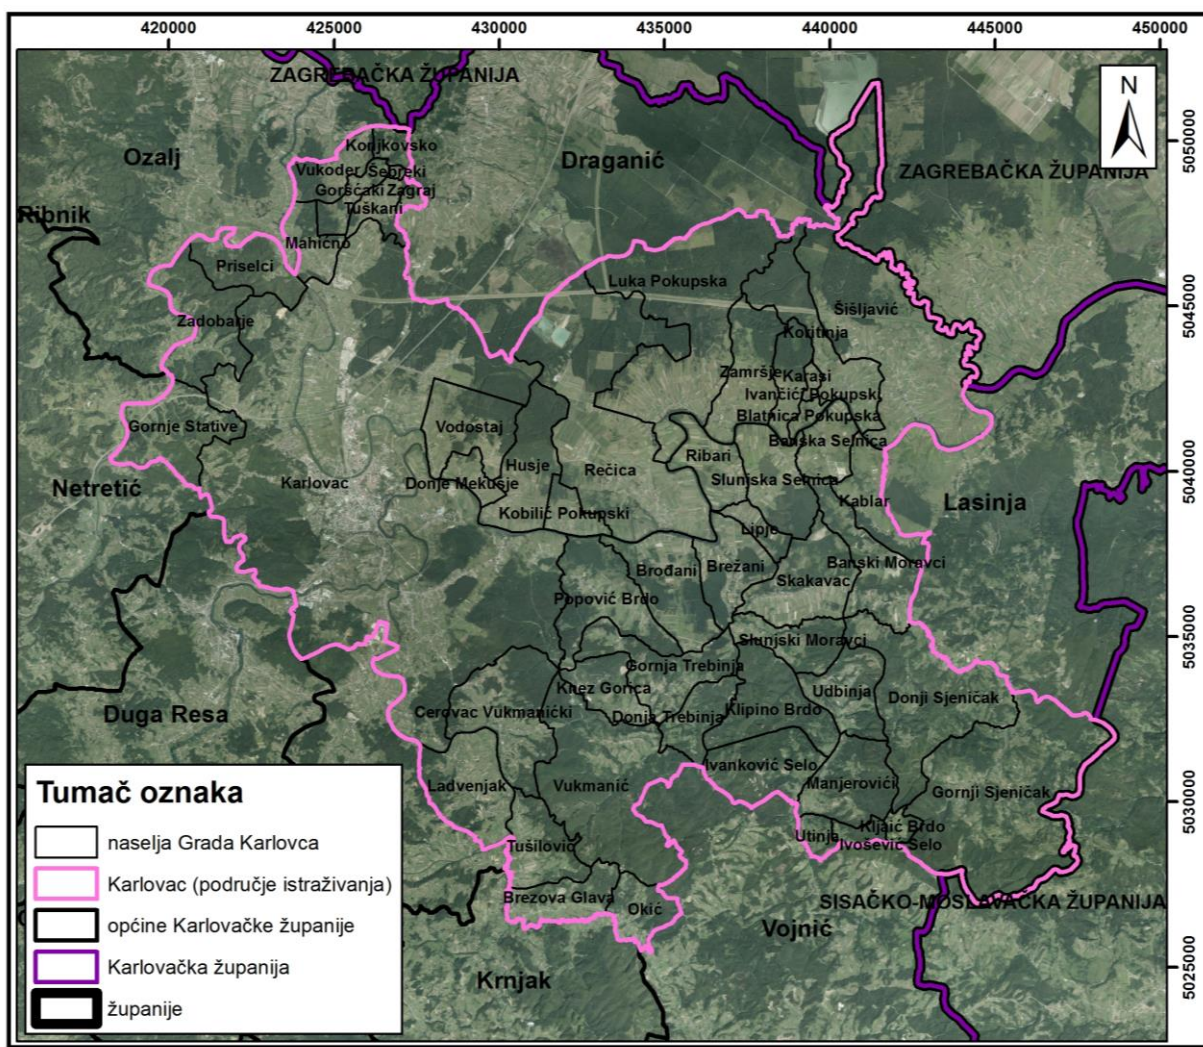 420000 425000 430000 435000 440000 445000 450000
ZAGREBAČKA ŽUPANIJA
N
5050000
Konjkovsko
Ozalj
Draganić
Vukoder Šebreki
ZAGREBAČKA ŽUPANIJA
Gorščaki Zagraj
Tuškani
Ribnik
Mahično
Priselci
Luka Pokupska
5045000
Šišljavić
Zadobarje
Koritinja
Zamršje Karasi
Ivančići Pokupsk
Blatnica Pokupska
Gornje Stative
Vodostaj
Banska Selnica
Ribari
Husje
Rečica
5040000
Karlovac
Donje Mekušje
Slunjska Selnica
Netretić
Kablar
Lasinja
Kobilić Pokupski
Lipje
Brođani
Brežani
Banski Moravci
Skakavac
Popović Brdo
5035000
Slunjski Moravci
Gornja Trebinja
Knez Gorica
Udbinja
Donji Sjeničak
Duga Resa
Cerovac Vukmanićki
Donja Trebinja
Klipino Brdo
Ivanković Selo
Ladvenjak
Vukmanić
Manjerovići
Gornji Sjeničak
5030000
Kljaić Brdo
Utinja
Ivošević Selo
Tušilović
Brezova Glava
Okić
SISAČKO-MOSLAVAČKA ŽUPANIJA
Vojnić
Krnjak
5025000
Tumač oznaka
naselja Grada Karlovca
Karlovac (područje istraživanja)
općine Karlovačke županije
Karlovačka županija
županije